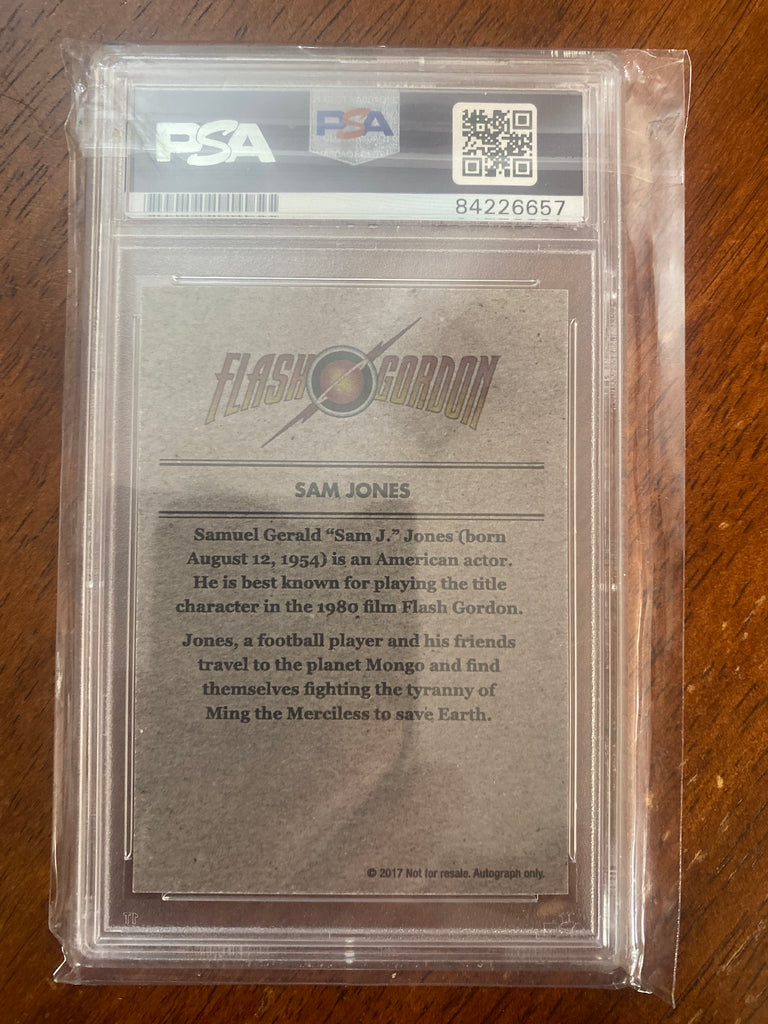 PSA
PSA
84226657
FLASH GORDON
SAM JONES
Samuel Gerald “Sam J.” Jones (born
August 12, 1954) is an American actor.
He is best known for playing the title
character in the 1980 film Flash Gordon.
Jones, a football player and his friends
travel to the planet Mongo and find
themselves fighting the tyranny of
Ming the Merciless to save Earth.
© 2017 Not for resale. Autograph only.